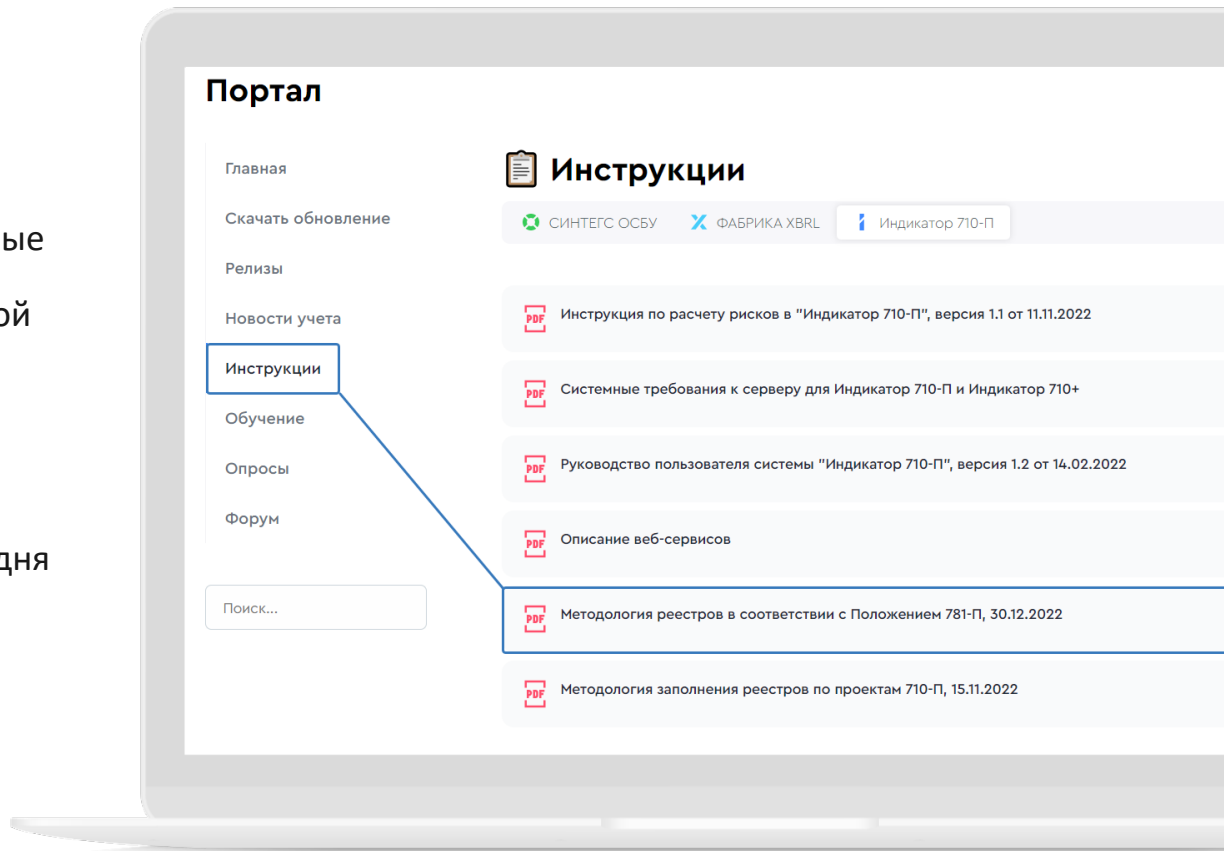 Портал
Главная
Скачать обновление
Релизы
Новости учета
Инструкции
Обучение
Опросы
Форум
Поиск...
Инструкции
СИНТЕГС ОСБУ ФАБРИКА XBRL Индикатор 710-П
PDF Инструкция по расчету рисков в "Индикатор 710-П", версия 1.1 от 11.11.2022
PDF Системные требования к серверу для Индикатор 710-П и Индикатор 710+
PDF Руководство пользователя системы "Индикатор 710-П", версия 1.2 от 14.02.2022
PDF Описание веб-сервисов
PDF Методология реестров в соответствии с Положением 781-П, 30.12.2022
PDF Методология заполнения реестров по проектам 710-П, 15.11.2022